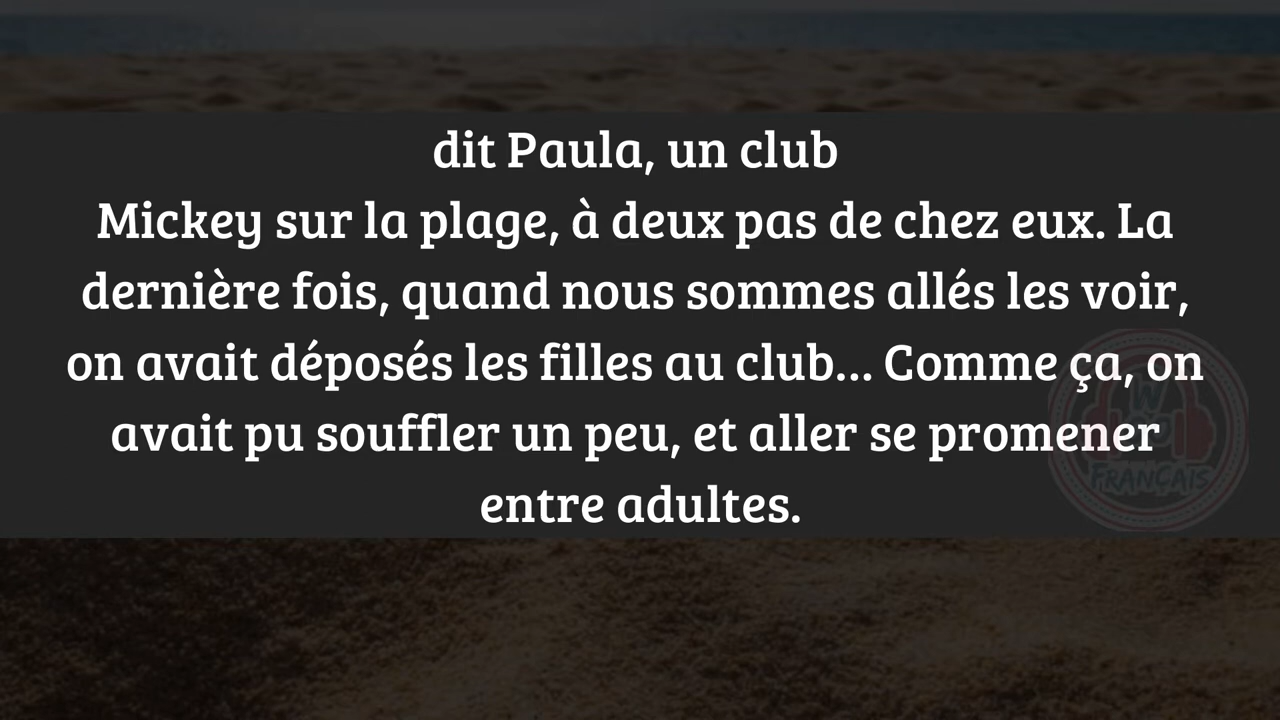 dit Paula, un club
Mickey sur la plage, à deux pas de chez eux. La
dernière fois, quand nous sommes allés les voir,
on avait déposés les filles au club... Comme ça, on
avait pu souffler un peu, et aller se promener
entre adultes.
FRANÇAIS